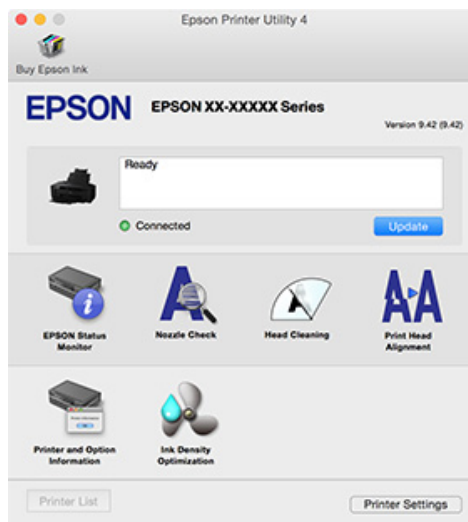 Epson Printer Utility 4
Buy Epson Ink
EPSON
EPSON XX-XXXXX Series
Version 9.42 (9.42)
Ready
Connected
Update
EPSON Status
Monitor
Nozzle Check
Head Cleaning
Print Head
Alignment
Printer and Option
Information
Ink Density
Optimization
Printer List
Printer Settings